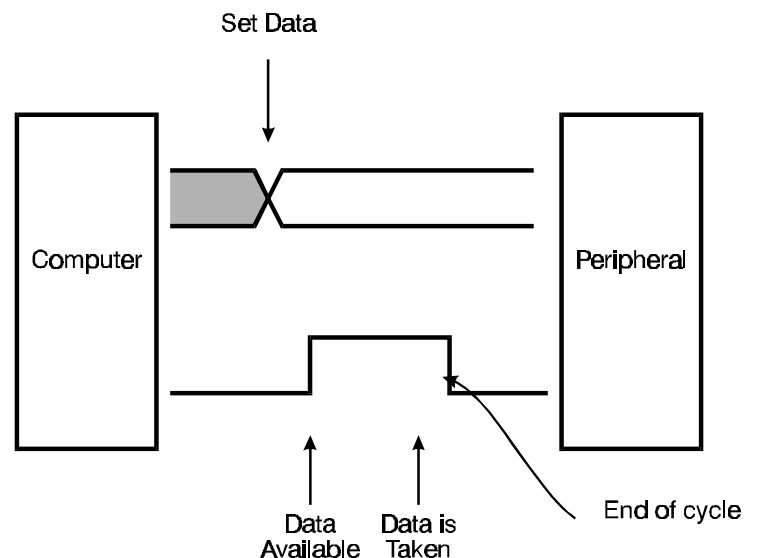 Set Data
Computer
Peripheral
Data
Available
Data is
Taken
End of cycle